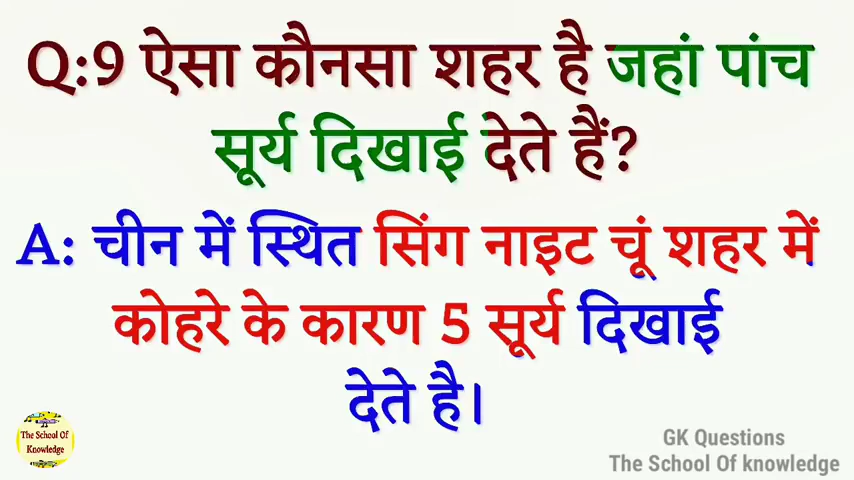 Q:9 ऐसा कौनसा शहर है जहां पांच
सूर्य दिखाई देते हैं?
A: चीन में स्थित सिंग नाइट चूं शहर में
कोहरे के कारण 5 सूर्य दिखाई
देते है।
The School Of
Knowledge
GK Questions
The School Of knowledge